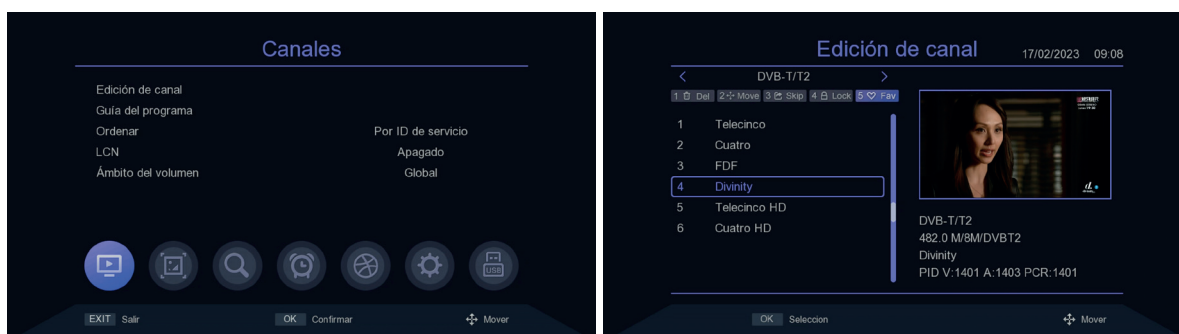 Canales
Edición de canal
Guía del programa
Ordenar Por ID de servicio
LCN Apagado
Ámbito del volumen Global
USB
EXIT Salir OK Confirmar Mover
Edición de canal 17/02/2023 09:08
DVB-T/T2
1 Del 2 Move 3 Skip 4 Lock 5 Fav
1 Telecinco
2 Cuatro
3 FDF
4 Divinity
5 Telecinco HD
6 Cuatro HD
DVB-T/T2
482.0 M/8M/DVBT2
Divinity
PID V:1401 A:1403 PCR:1401
OK Seleccion Mover